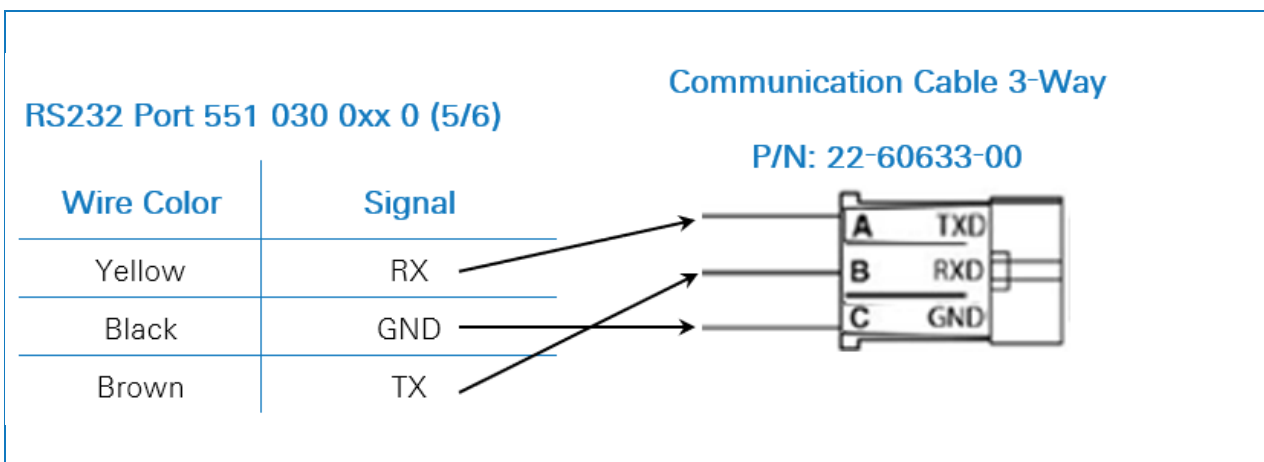 Communication Cable 3-Way
RS232 Port 551 030 0xx 0 (5/6)
P/N: 22-60633-00
Wire Color Signal
A TXD
Yellow RX
B RXD
Black GND
C GND
Brown TX